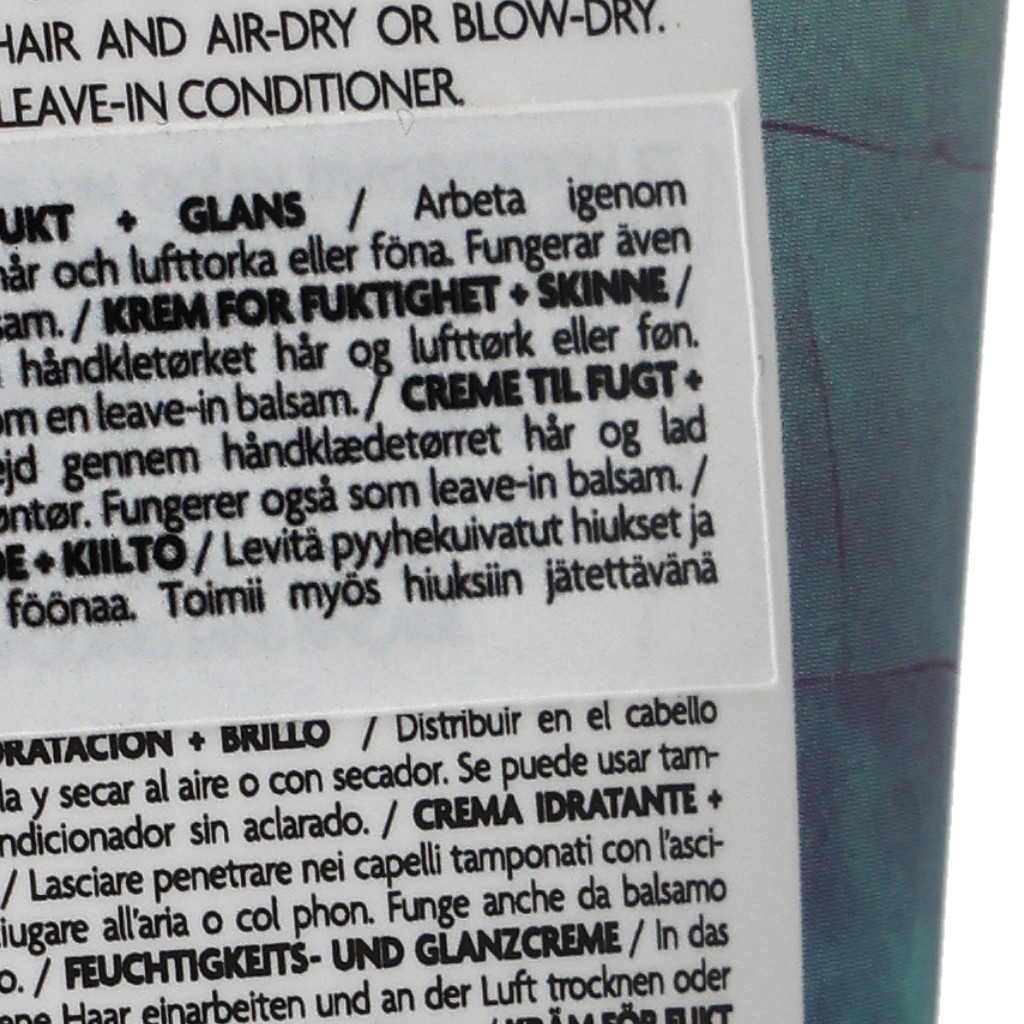 HAIR AND AIR-DRY OR BLOW-DRY.
LEAVE-IN CONDITIONER.
UKT + GLANS / Arbeta igenom
hår och lufttorka eller föna. Fungerar även
sam. / KREM FOR FUKTIGHET + SKINNE /
håndkletørket hår og lufttørk eller føn.
om en leave-in balsam. / CREME TIL FUGT +
ejd gennem håndklædetørret hår og lad
øntør. Fungerer også som leave-in balsam. /
DE + KIILTO / Levitä pyyhekuivatut hiukset ja
föönaa. Toimii myös hiuksiin jätettävänä
DRATACIÓN + BRILLO / Distribuir en el cabello
la y secar al aire o con secador. Se puede usar tam-
ndicionador sin aclarado. / CREMA IDRATANTE +
/ Lasciare penetrare nei capelli tamponati con l'asci-
iugare all'aria o col phon. Funge anche da balsamo
o. / FEUCHTIGKEITS- UND GLANZCREME / In das
ene Haar einarbeiten und an der Luft trocknen oder
/ KRÄM FÖR FUKT